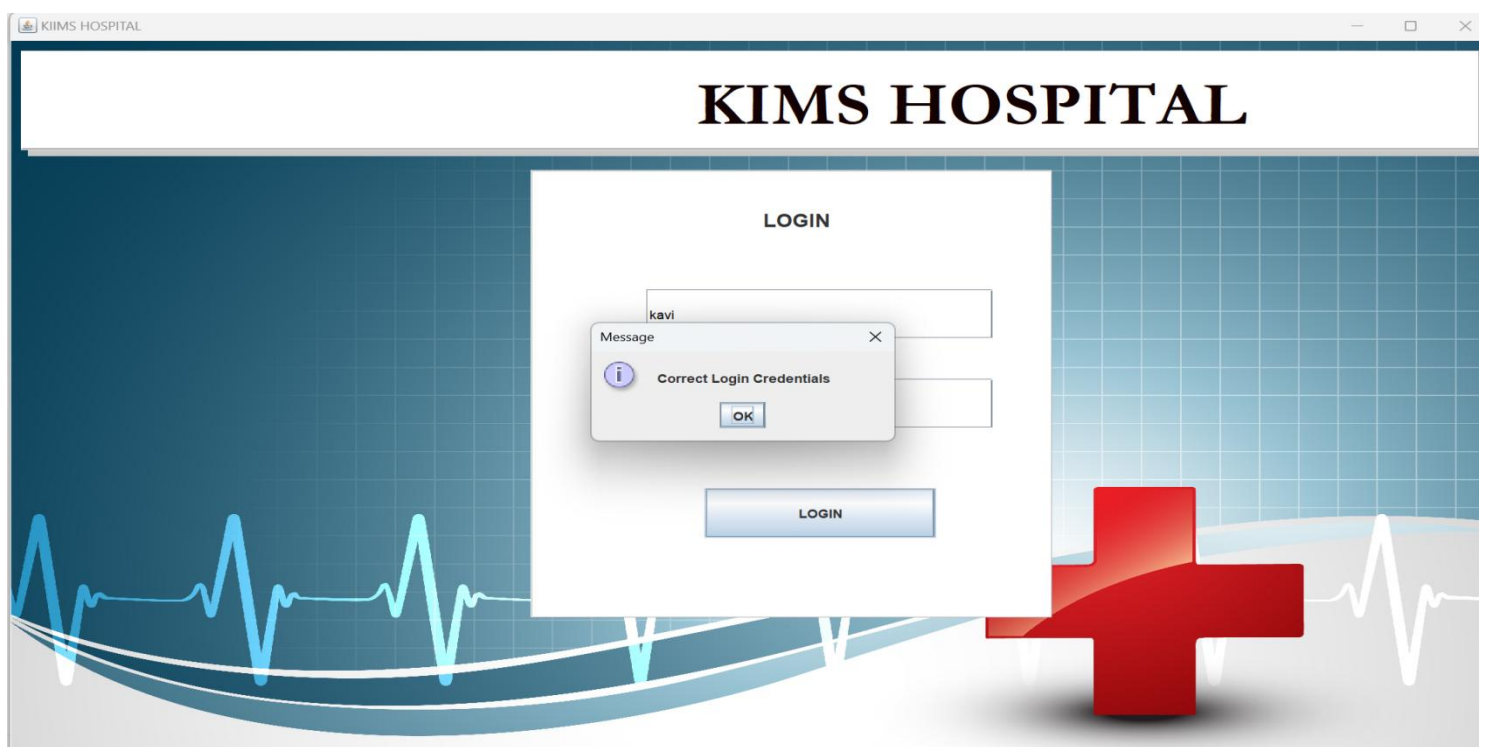 KIIMS HOSPITAL
KIMS HOSPITAL
LOGIN
kavi
Message
i
Correct Login Credentials
OK
LOGIN